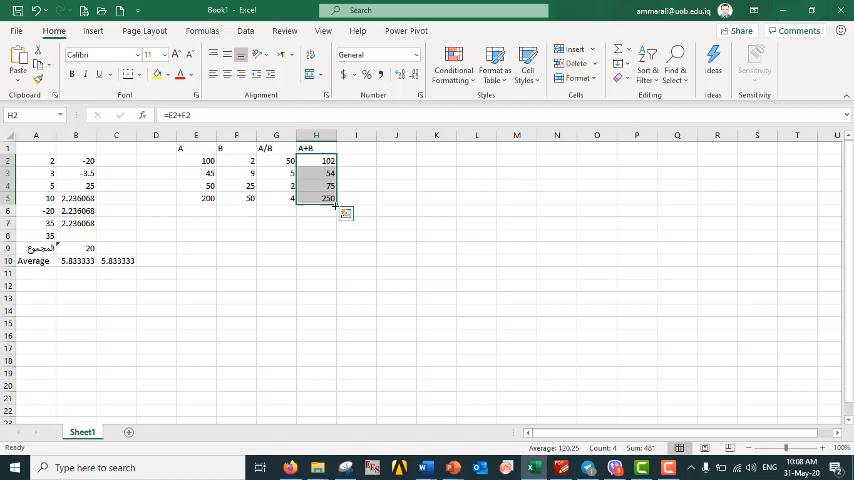 Book1 - Excel
Search
ammarali@uob.edu.iq
File Home Insert Page Layout Formulas Data Review View Help Power Pivot Share Comments
Paste
Calibri 11 General
B I U
Conditional Formatting
Format as Table
Cell Styles
Insert
Delete
Format
Sort & Filter
Find & Select
Ideas
Sensitivity
Clipboard Font Alignment Number Styles Cells Editing Ideas Sensitivity
H2 =E2+F2
A B C D E F G H I J K L M N O P Q R S T U
1 A B A/B A+B
2 2 -20 100 2 50 102
3 3 -3.5 45 9 5 54
4 5 25 50 25 2 75
5 10 2.236068 200 50 4 250
6 -20 2.236068
7 35 2.236068
8 35
9 المجموع 20
10 Average 5.833333 5.833333
11
12
13
14
15
16
17
18
19
20
21
22
23
Sheet1
Ready Average: 120.25 Count: 4 Sum: 481 100%
Type here to search ENG 10:08 AM
31-May-20